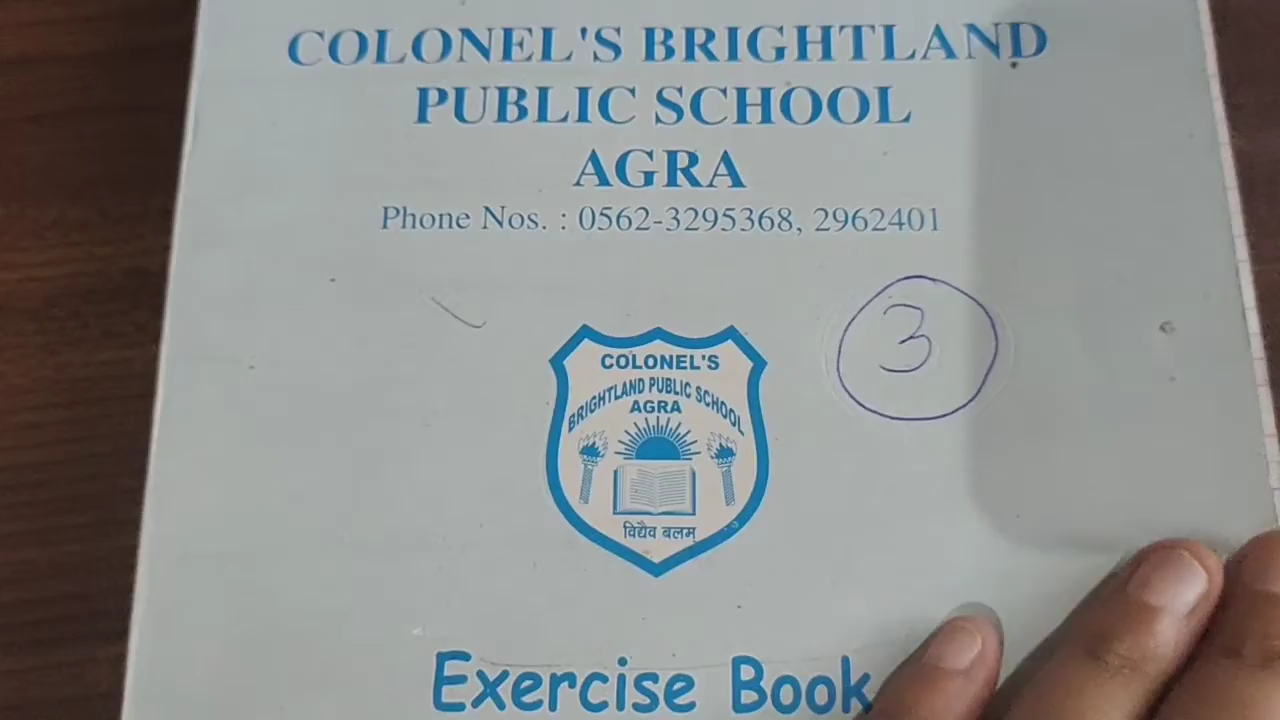 COLONEL'S BRIGHTLAND
PUBLIC SCHOOL
AGRA
Phone Nos. : 0562-3295368, 2962401
3
COLONEL'S
BRIGHTLAND PUBLIC SCHOOL
AGRA
विद्यैव बलम्
Exercise Book